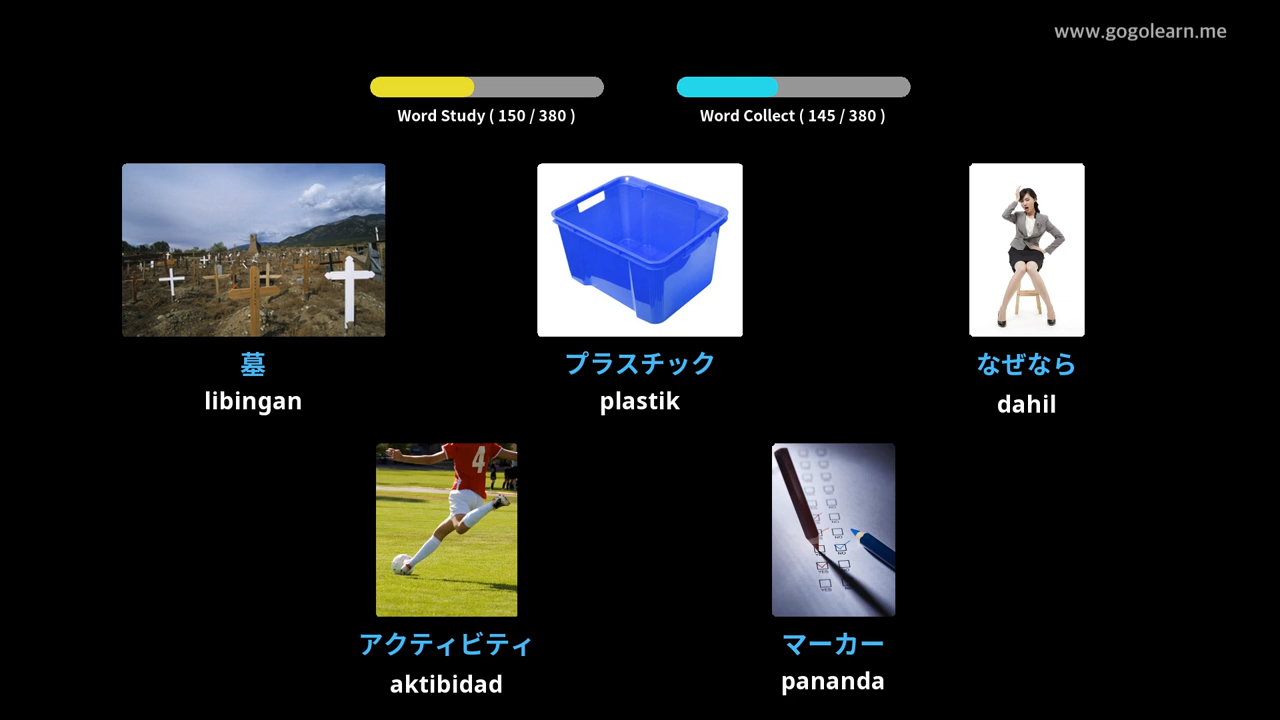 www.gogolearn.me
Word Study ( 150 / 380 )
Word Collect ( 145 / 380 )
墓
libingan
プラスチック
plastik
なぜなら
dahil
4
アクティビティ
aktibidad
マーカー
pananda